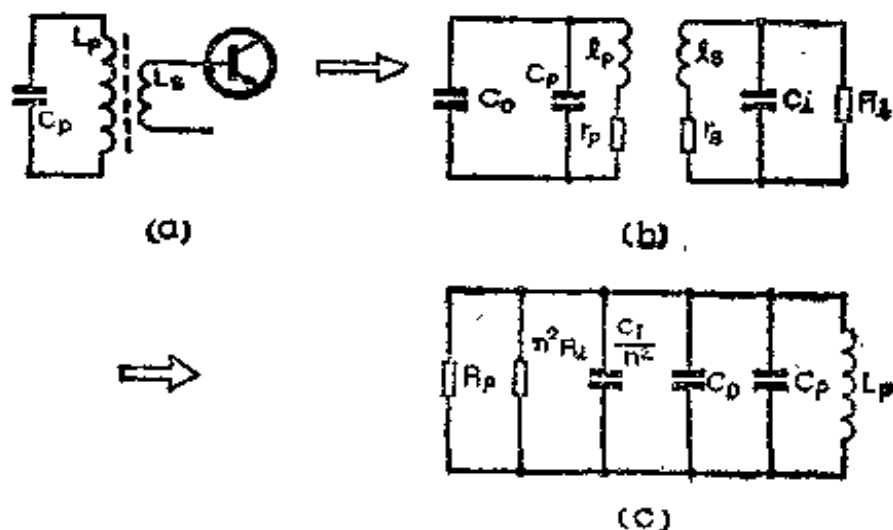 Lp
Ls
Cp
(a)
Co
Cp
lp
rp
ls
rs
Ci
Ri
(b)
Rp
n²Ri
Ci/n²
Co
Cp
Lp
(c)